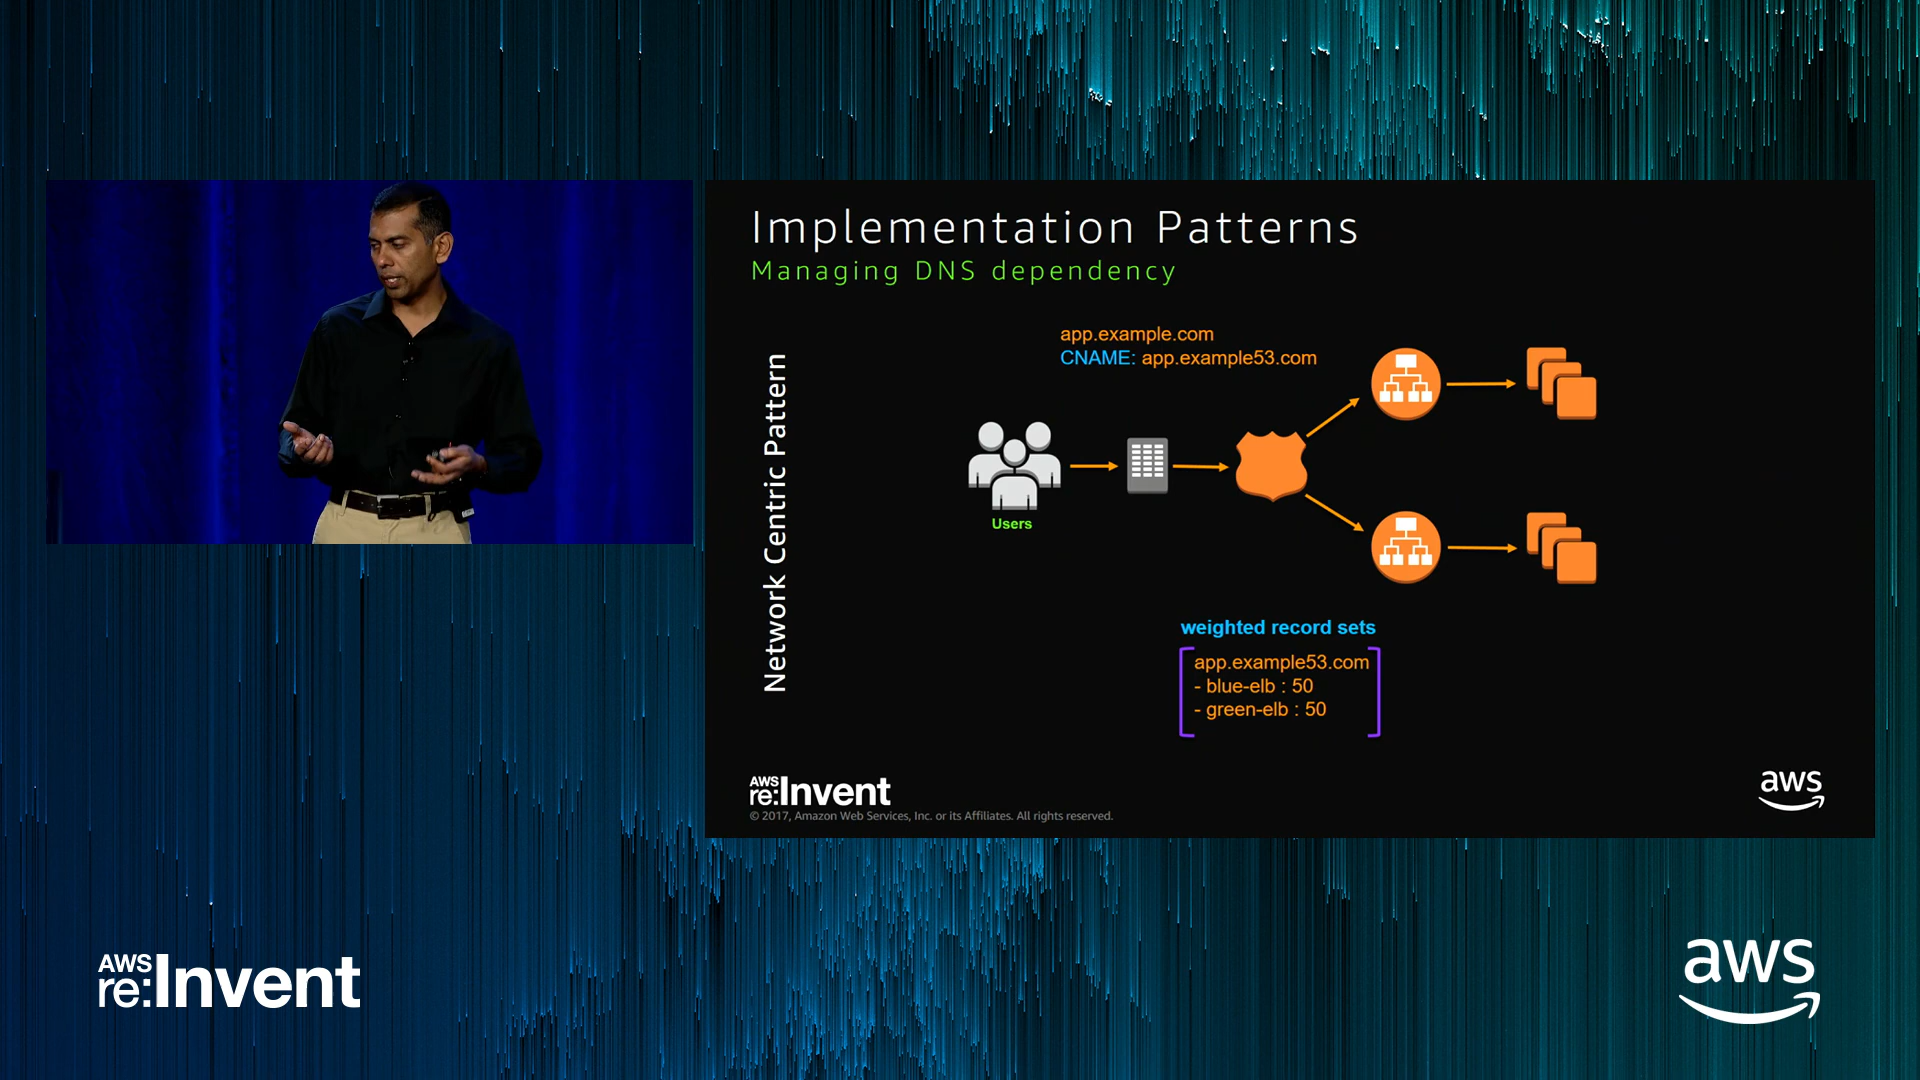 Implementation Patterns
Managing DNS dependency
Network Centric Pattern
app.example.com
CNAME: app.example53.com
Users
weighted record sets
app.example53.com
- blue-elb : 50
- green-elb : 50
AWS
re:Invent
© 2017, Amazon Web Services, Inc. or its Affiliates. All rights reserved.
aws
AWS
re:Invent
aws